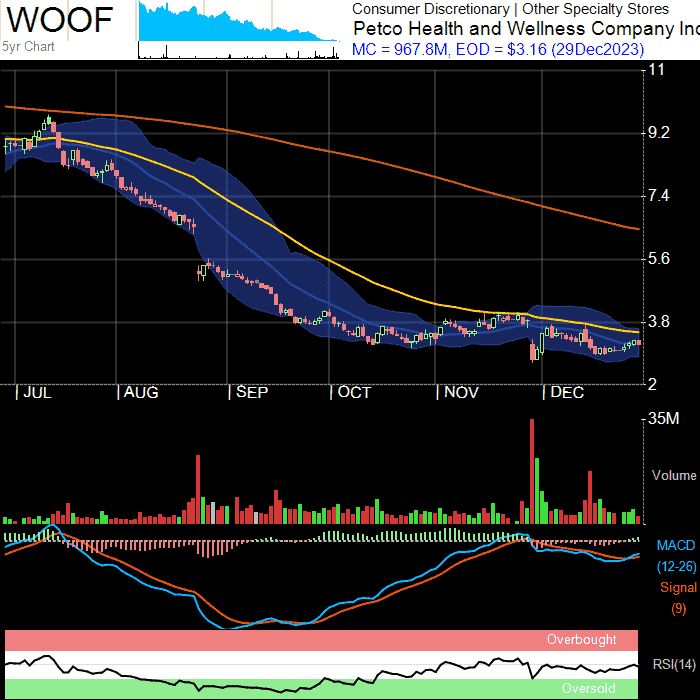 WOOF
5yr Chart
Consumer Discretionary | Other Specialty Stores
Petco Health and Wellness Company Inc
MC = 967.8M, EOD = $3.16 (29Dec2023)
11
9.2
7.4
5.6
3.8
2
JUL AUG SEP OCT NOV DEC
35M
Volume
MACD
(12-26)
Signal
(9)
Overbought
RSI(14)
Oversold